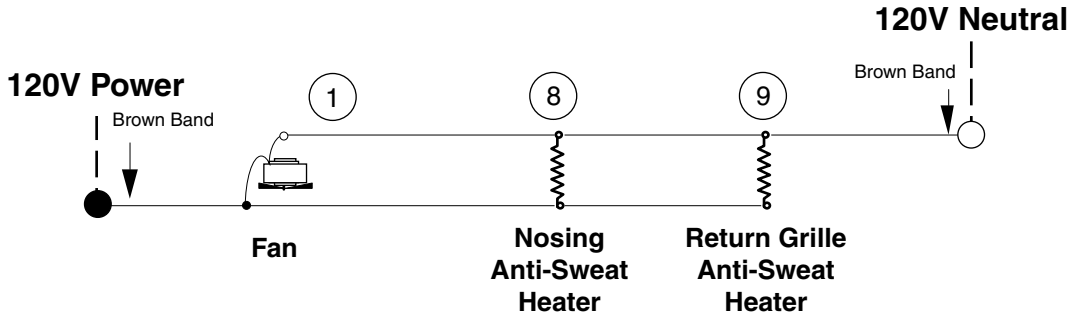 120V Neutral
120V Power
Brown Band
Brown Band
1
8
9
Fan
Nosing
Anti-Sweat
Heater
Return Grille
Anti-Sweat
Heater